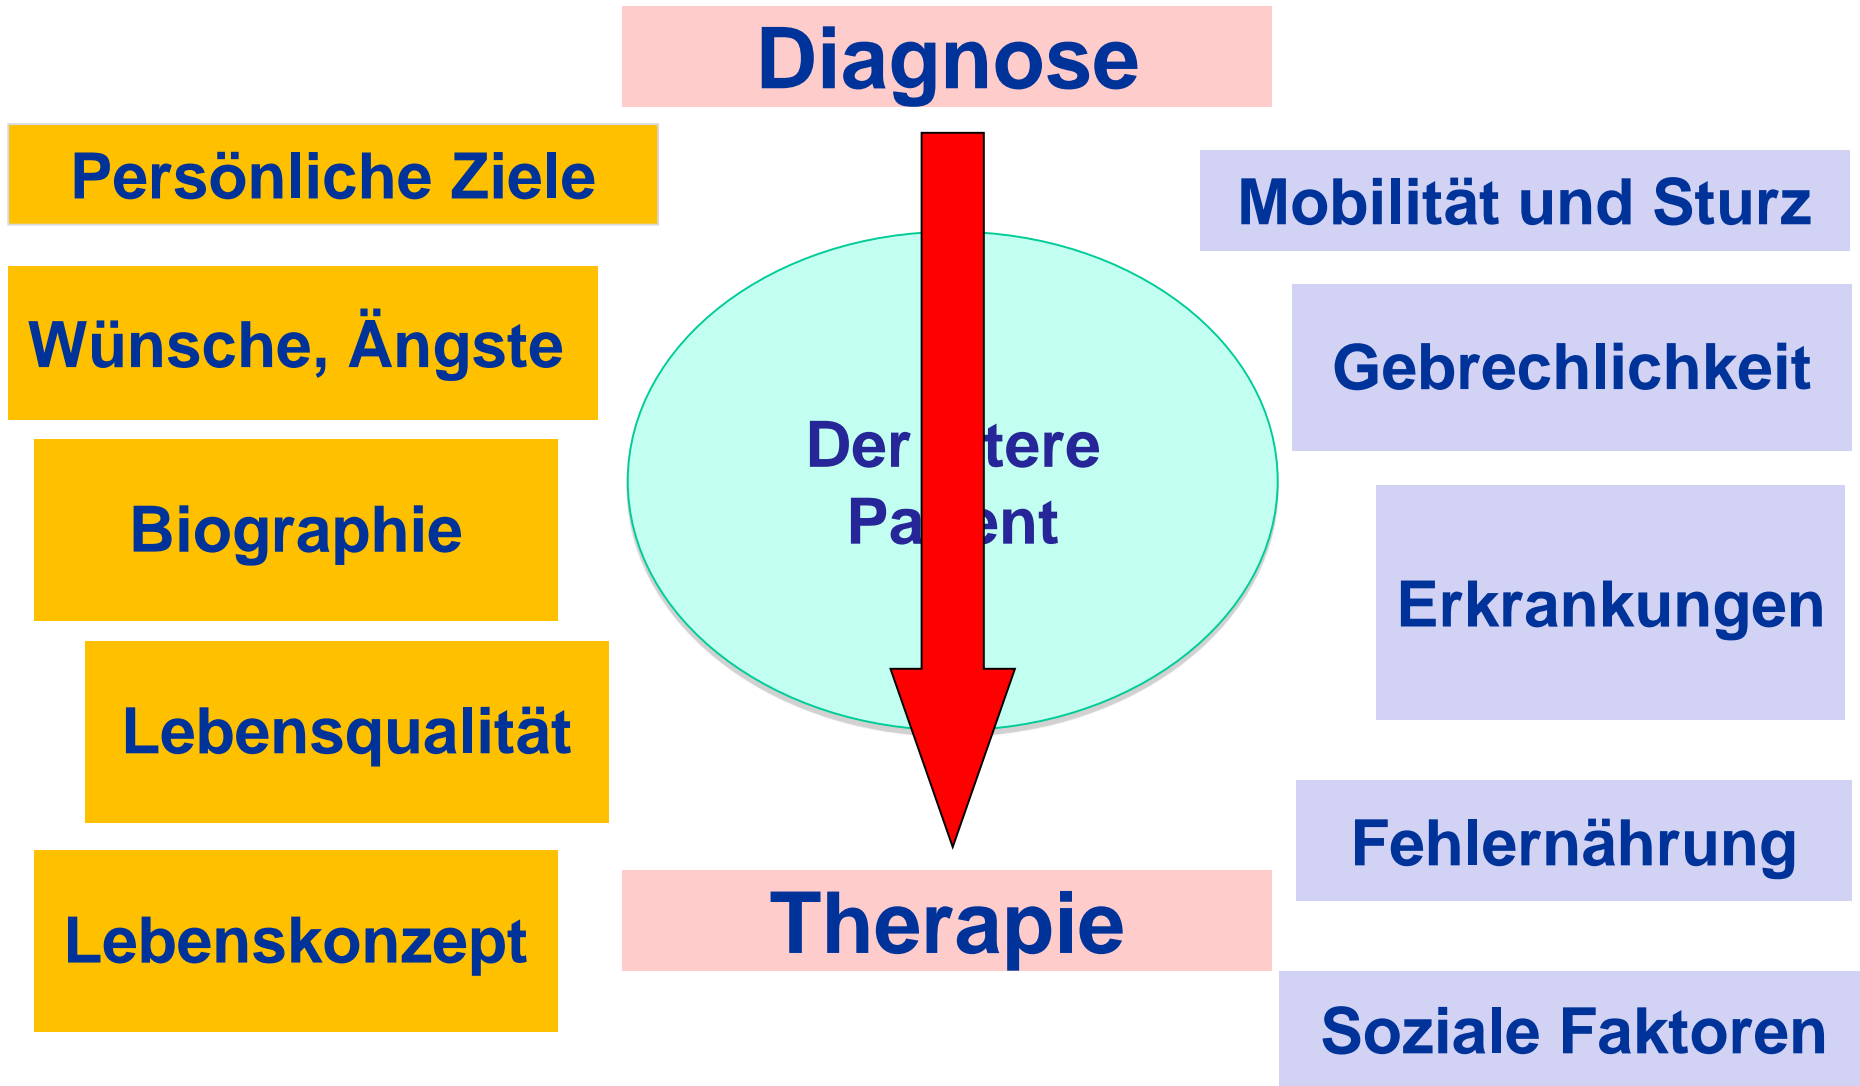 Diagnose
Persönliche Ziele
Wünsche, Ängste
Biographie
Lebensqualität
Lebenskonzept
Der tere
Pa ent
Therapie
Mobilität und Sturz
Gebrechlichkeit
Erkrankungen
Fehlernährung
Soziale Faktoren